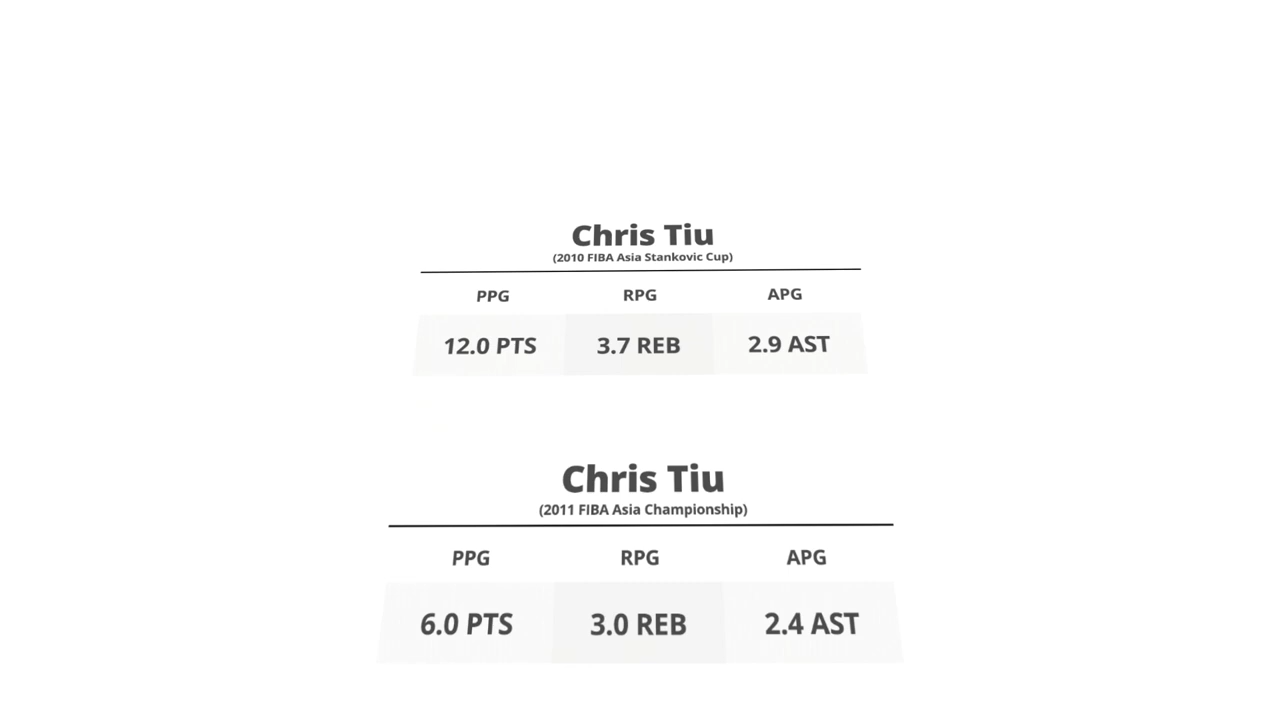 Chris Tiu
(2010 FIBA Asia Stankovic Cup)
PPG RPG APG
12.0 PTS 3.7 REB 2.9 AST
Chris Tiu
(2011 FIBA Asia Championship)
PPG RPG APG
6.0 PTS 3.0 REB 2.4 AST